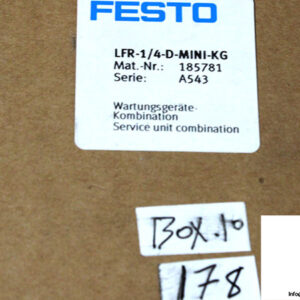 FESTO
LFR-1/4-D-MINI-KG
Mat.-Nr.: 185781
Serie: A543
Wartungsgeräte-
Kombination
Service unit combination
BOX.10
178